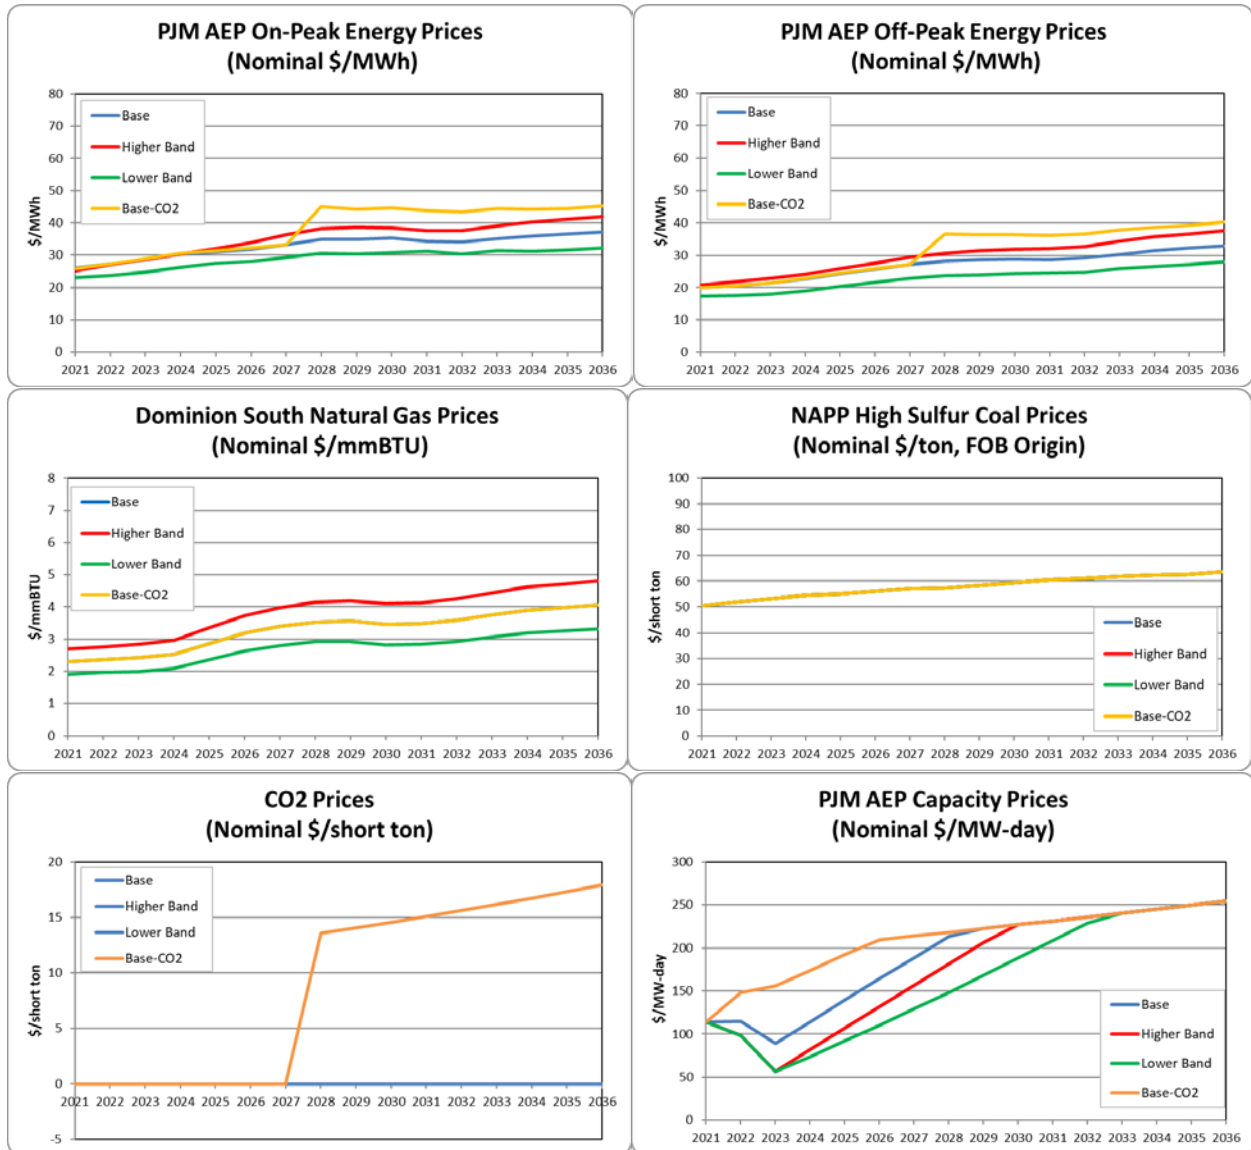 PJM AEP On-Peak Energy Prices
(Nominal $/MWh)
$/MWh
80
70
60
50
40
30
20
10
0
Base
Higher Band
Lower Band
Base-CO2
2021 2022 2023 2024 2025 2026 2027 2028 2029 2030 2031 2032 2033 2034 2035 2036
PJM AEP Off-Peak Energy Prices
(Nominal $/MWh)
$/MWh
80
70
60
50
40
30
20
10
0
Base
Higher Band
Lower Band
Base-CO2
2021 2022 2023 2024 2025 2026 2027 2028 2029 2030 2031 2032 2033 2034 2035 2036
Dominion South Natural Gas Prices
(Nominal $/mmBTU)
$/mmBTU
8
7
6
5
4
3
2
1
0
Base
Higher Band
Lower Band
Base-CO2
2021 2022 2023 2024 2025 2026 2027 2028 2029 2030 2031 2032 2033 2034 2035 2036
NAPP High Sulfur Coal Prices
(Nominal $/ton, FOB Origin)
$/short ton
100
90
80
70
60
50
40
30
20
10
0
Base
Higher Band
Lower Band
Base-CO2
2021 2022 2023 2024 2025 2026 2027 2028 2029 2030 2031 2032 2033 2034 2035 2036
CO2 Prices
(Nominal $/short ton)
$/short ton
20
15
10
5
0
-5
Base
Higher Band
Lower Band
Base-CO2
2021 2022 2023 2024 2025 2026 2027 2028 2029 2030 2031 2032 2033 2034 2035 2036
PJM AEP Capacity Prices
(Nominal $/MW-day)
$/MW-day
300
250
200
150
100
50
0
Base
Higher Band
Lower Band
Base-CO2
2021 2022 2023 2024 2025 2026 2027 2028 2029 2030 2031 2032 2033 2034 2035 2036